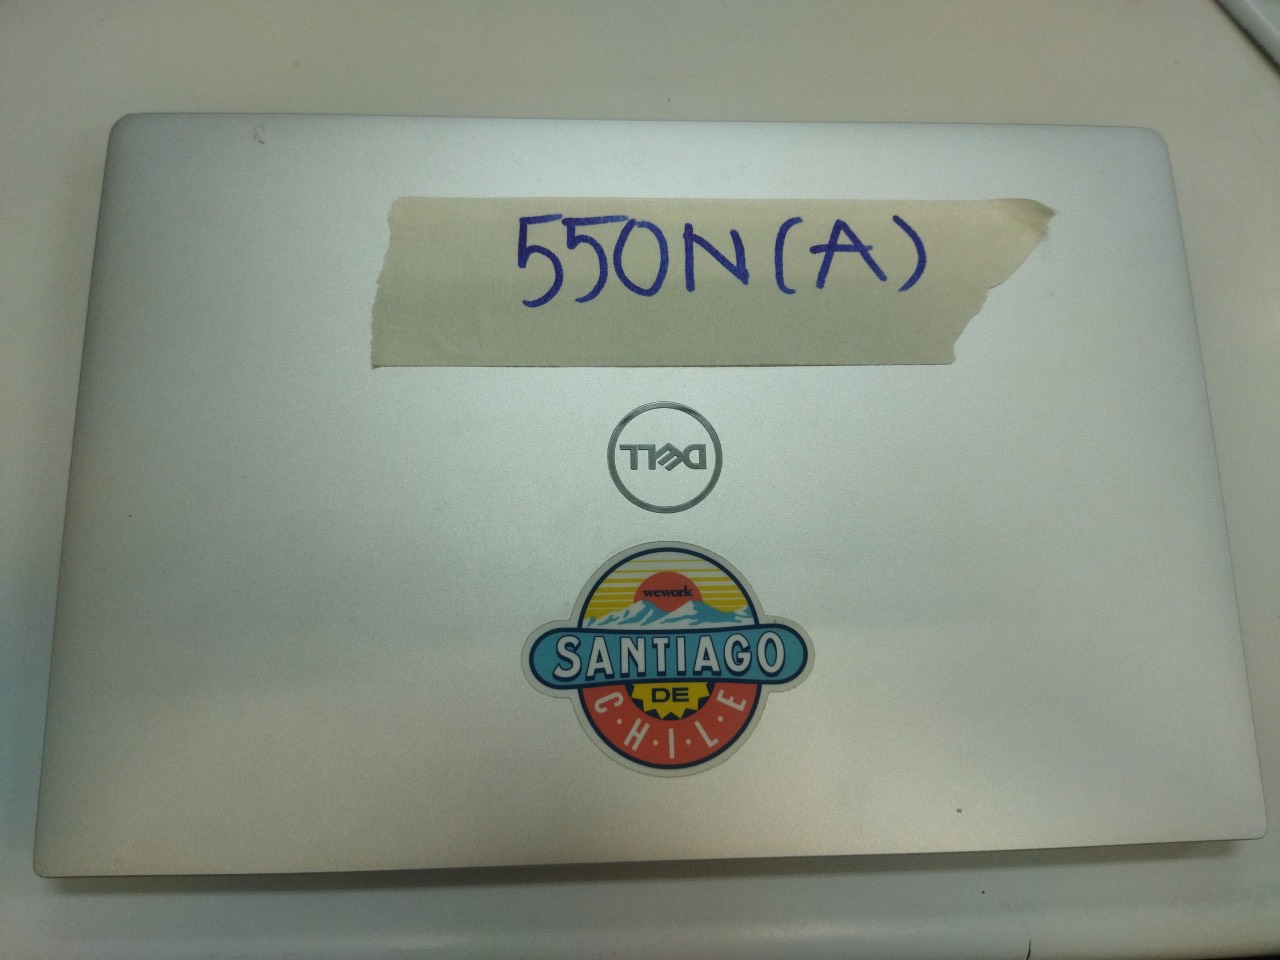 550N(A)
DELL
wework
SANTIAGO
DE
C·H·I·L·E